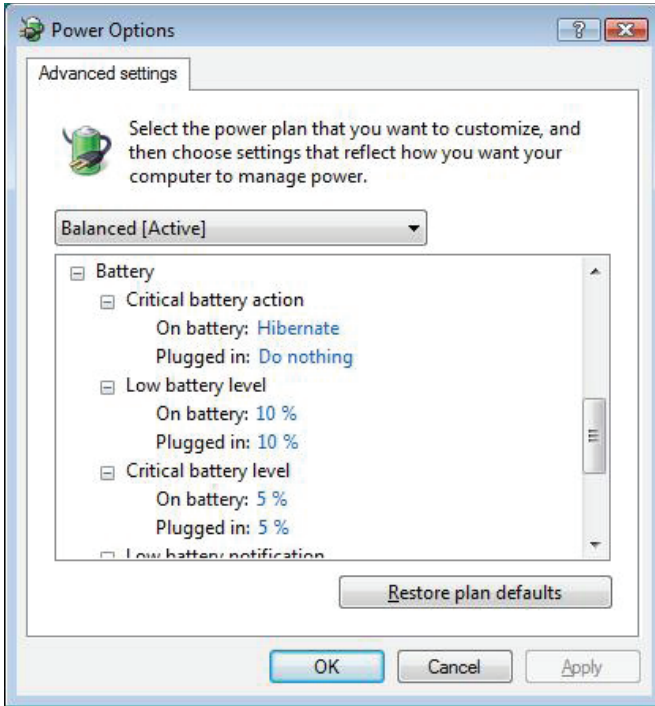 Power Options
Advanced settings
Select the power plan that you want to customize, and
then choose settings that reflect how you want your
computer to manage power.
Balanced [Active]
Battery
Critical battery action
On battery: Hibernate
Plugged in: Do nothing
Low battery level
On battery: 10 %
Plugged in: 10 %
Critical battery level
On battery: 5 %
Plugged in: 5 %
Low battery notification
Restore plan defaults
OK
Cancel
Apply